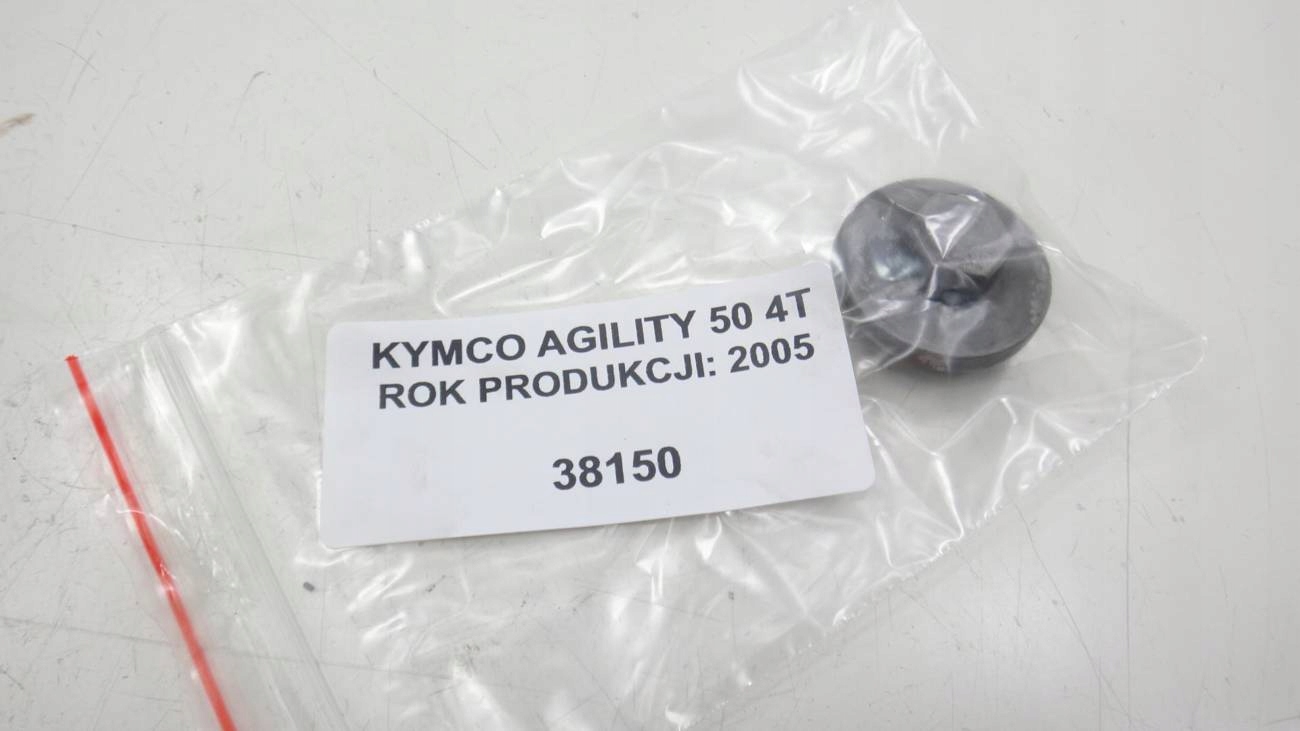 KYMCO AGILITY 50 4T
ROK PRODUKCJI: 2005
38150